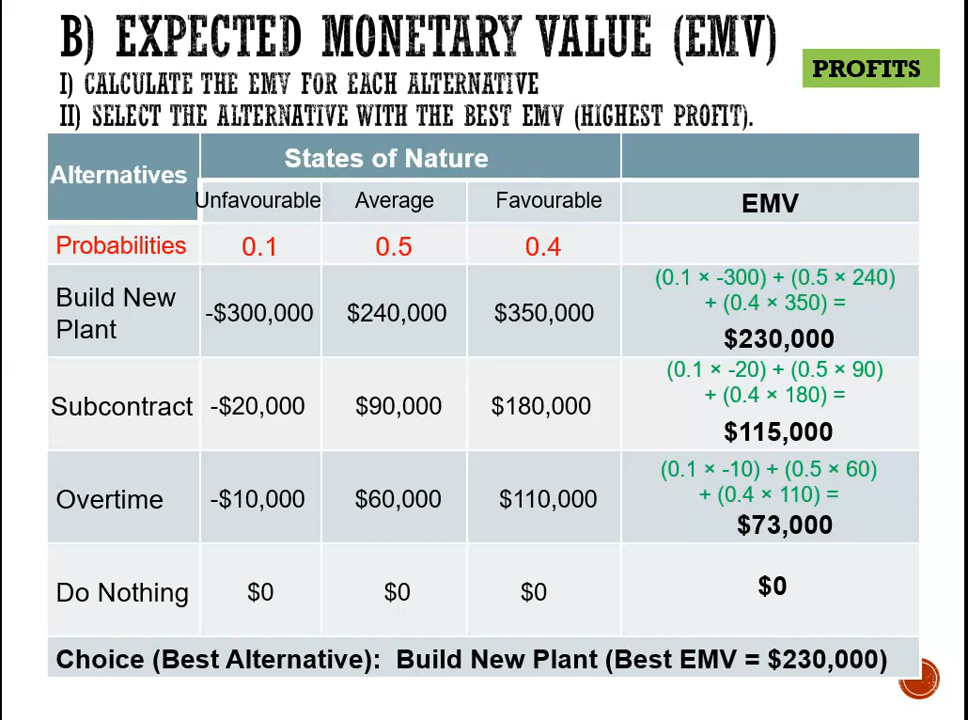 B) EXPECTED MONETARY VALUE (EMV)
I) CALCULATE THE EMV FOR EACH ALTERNATIVE
II) SELECT THE ALTERNATIVE WITH THE BEST EMV (HIGHEST PROFIT).
PROFITS
Alternatives States of Nature
Unfavourable Average Favourable EMV
Probabilities 0.1 0.5 0.4
Build New Plant -$300,000 $240,000 $350,000 (0.1 × -300) + (0.5 × 240)
+ (0.4 × 350) =
$230,000
Subcontract -$20,000 $90,000 $180,000 (0.1 × -20) + (0.5 × 90)
+ (0.4 × 180) =
$115,000
Overtime -$10,000 $60,000 $110,000 (0.1 × -10) + (0.5 × 60)
+ (0.4 × 110) =
$73,000
Do Nothing $0 $0 $0 $0
Choice (Best Alternative): Build New Plant (Best EMV = $230,000)